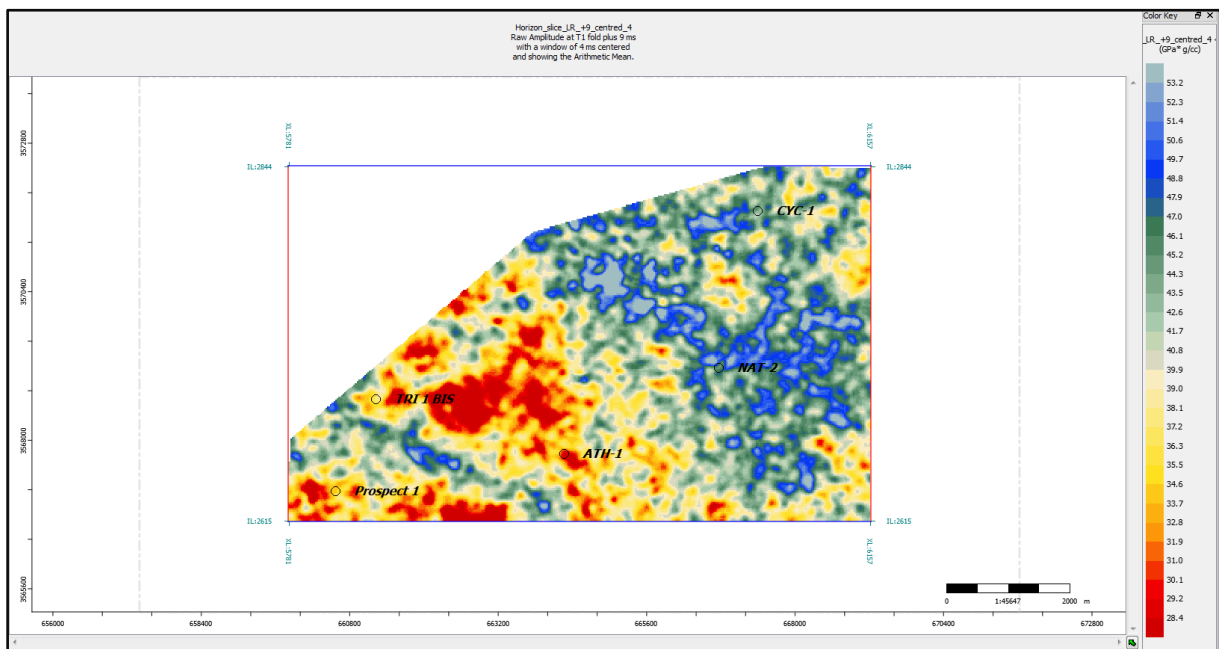 Horizon_slice_LR_+9_centred_4
Raw Amplitude at T1 fold plus 9 ms
with a window of 4 ms centered
and showing the Arithmetic Mean.
Color Key
_LR_+9_centred_4
(GPa* g/cc)
53.2
52.3
51.4
50.6
49.7
48.8
47.9
47.0
46.1
45.2
44.3
43.5
42.6
41.7
40.8
39.9
39.0
38.1
37.2
36.3
35.5
34.6
33.7
32.8
31.9
31.0
30.1
29.2
28.4
3572800
3570400
3568000
3565600
XL:5781
XL:6157
IL:2844
IL:2844
CYC-1
NAT-2
TRI 1 BIS
ATH-1
Prospect 1
IL:2615
IL:2615
XL:5781
XL:6157
0
1:45647
2000 m
656000
658400
660800
663200
665600
668000
670400
672800